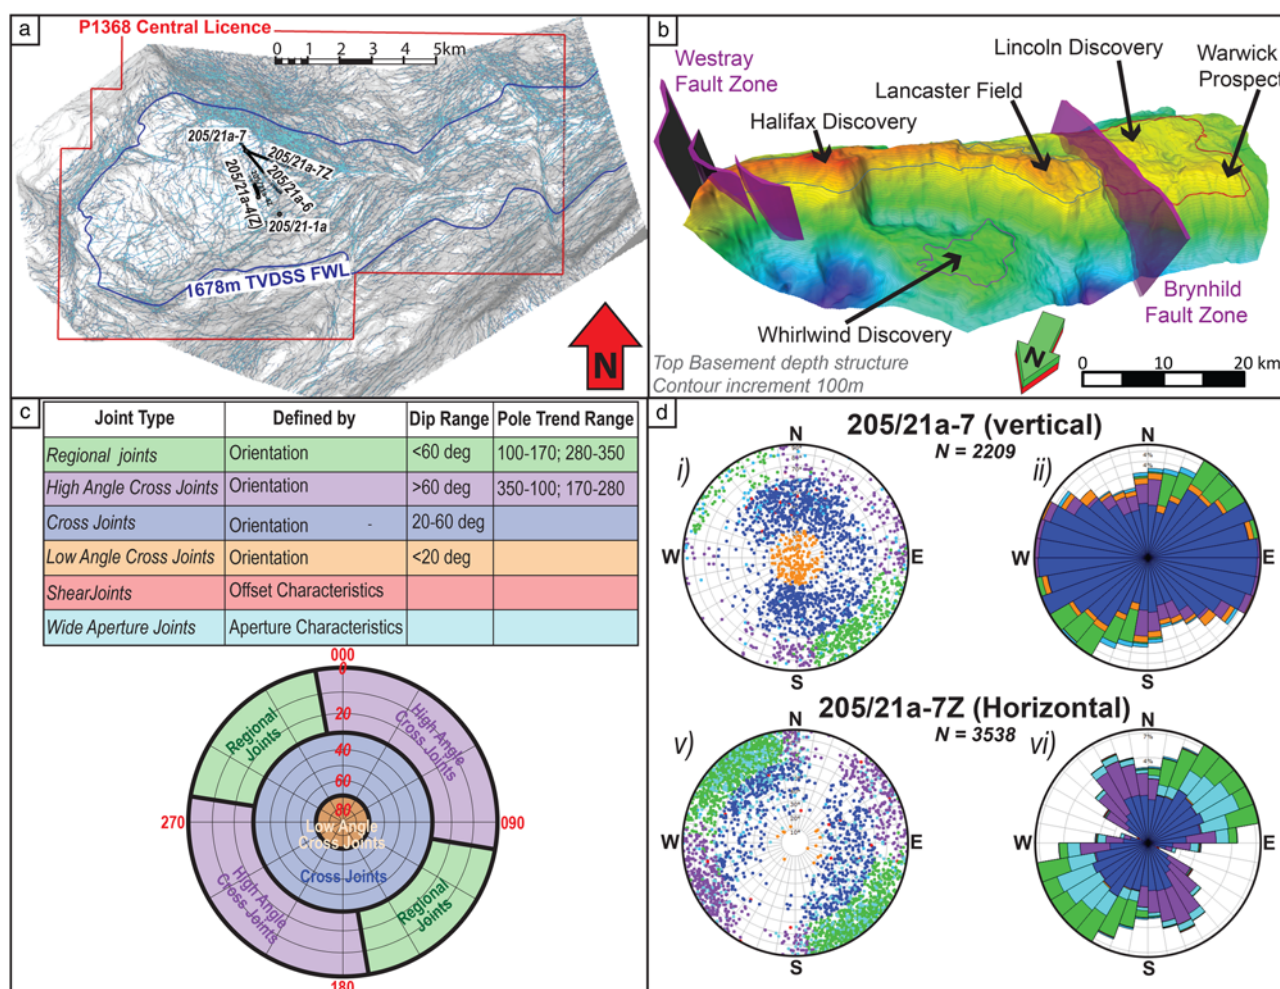 a
P1368 Central Licence
0 1 2 3 4 5km
205/21a-7
205/21a-7Z
205/21a-6
205/21a-4(Z)
205/21-1a
1678m TVDSS FWL
N
b
Westray
Fault Zone
Halifax Discovery
Lancaster Field
Lincoln Discovery
Warwick
Prospect
Whirlwind Discovery
Brynhild
Fault Zone
Top Basement depth structure
Contour increment 100m
N
0 10 20 km
c
Joint Type Defined by Dip Range Pole Trend Range
Regional joints Orientation <60 deg 100-170; 280-350
High Angle Cross Joints Orientation >60 deg 350-100; 170-280
Cross Joints Orientation - 20-60 deg
Low Angle Cross Joints Orientation <20 deg
ShearJoints Offset Characteristics
Wide Aperture Joints Aperture Characteristics
000
0
20
40
60
80
270
090
180
Regional
Joints
High Angle
Cross Joints
Low Angle
Cross Joints
Cross Joints
High Angle
Cross Joints
Regional
Joints
d
205/21a-7 (vertical)
N = 2209
i)
N
W
E
S
ii)
N
4%
W
E
S
205/21a-7Z (Horizontal)
N = 3538
v)
N
W
E
S
10°
vi)
N
7%
4%
W
E
S